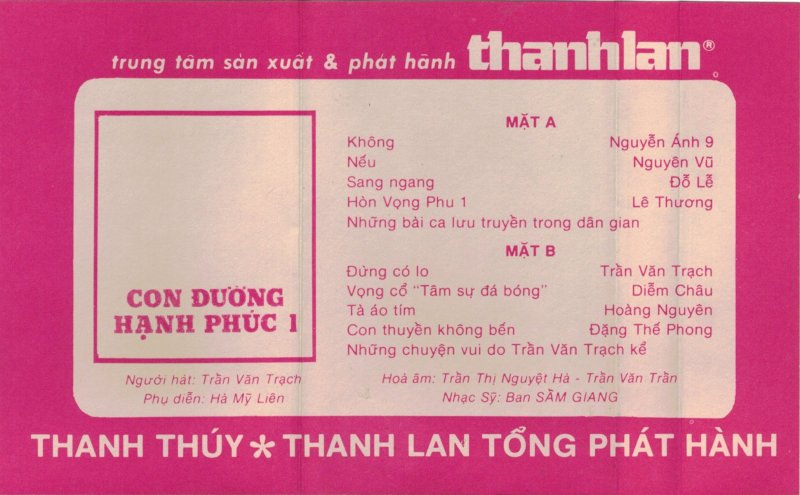 trung tâm sản xuất & phát hành thanhlan®
MẶT A
Không Nguyễn Ánh 9
Nếu Nguyên Vũ
Sang ngang Đỗ Lễ
Hòn Vọng Phu 1 Lê Thương
Những bài ca lưu truyền trong dân gian
MẶT B
Đừng có lo Trần Văn Trạch
Vọng cổ "Tâm sự đá bóng" Diễm Châu
Tà áo tím Hoàng Nguyên
Con thuyền không bến Đặng Thế Phong
Những chuyện vui do Trần Văn Trạch kể
CON ĐƯỜNG
HẠNH PHÚC 1
Người hát: Trần Văn Trạch
Phụ diễn: Hà Mỹ Liên
Hoà âm: Trần Thị Nguyệt Hà - Trần Văn Trần
Nhạc Sỹ: Ban SẦM GIANG
THANH THÚY * THANH LAN TỔNG PHÁT HÀNH